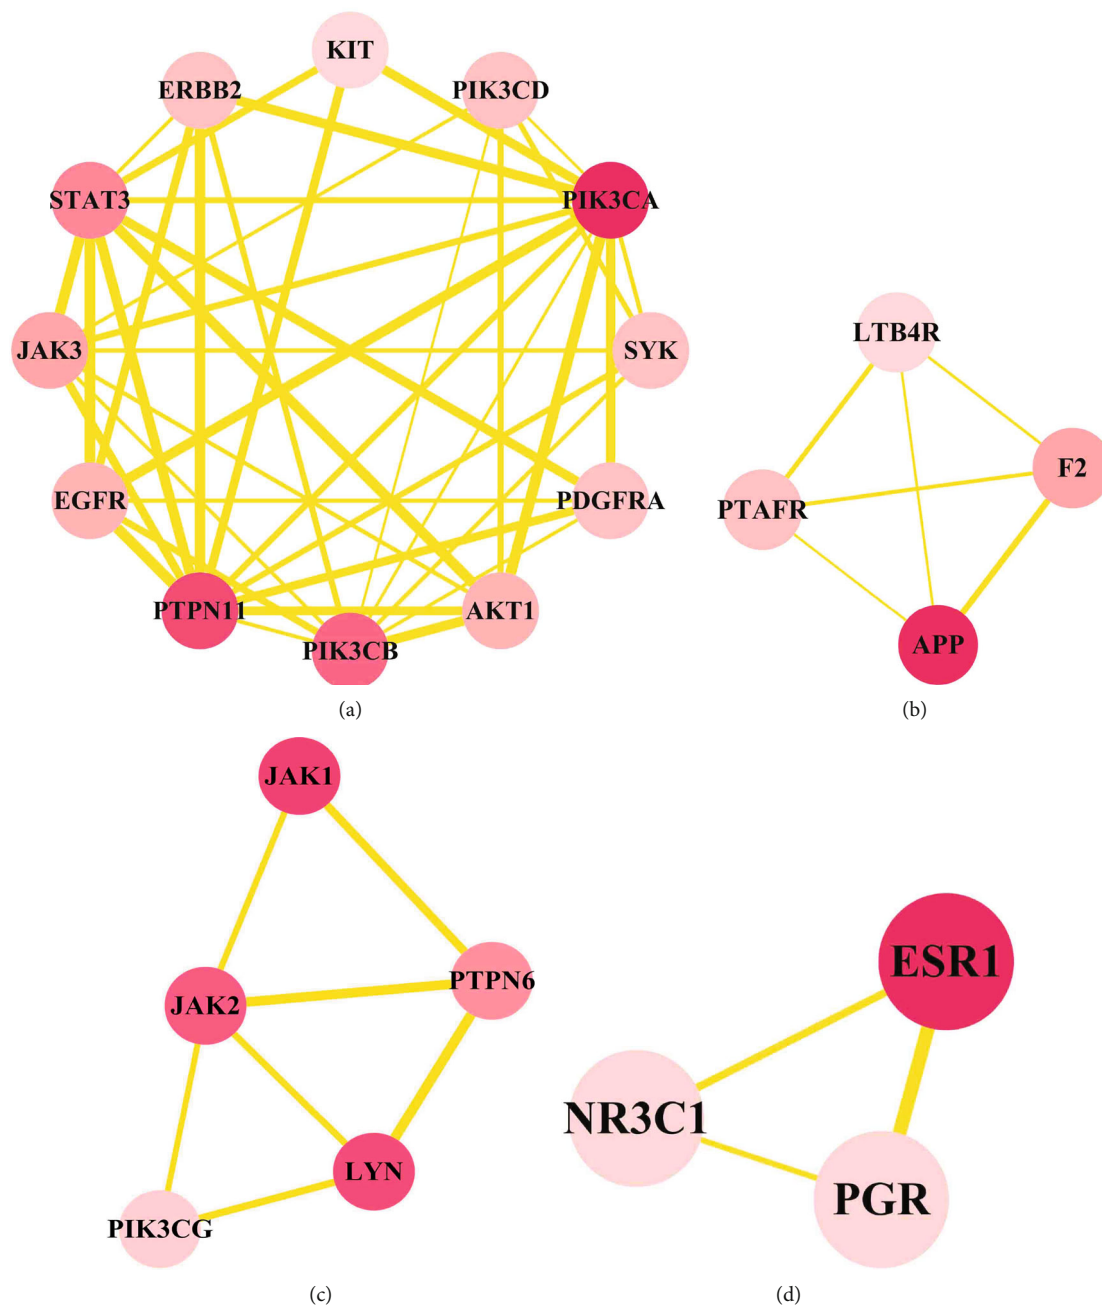 KIT
ERBB2
PIK3CD
STAT3
PIK3CA
JAK3
SYK
EGFR
PDGFRA
PTPN11
AKT1
PIK3CB
(a)
LTB4R
F2
PTAFR
APP
(b)
JAK1
PTPN6
JAK2
LYN
PIK3CG
(c)
ESR1
NR3C1
PGR
(d)